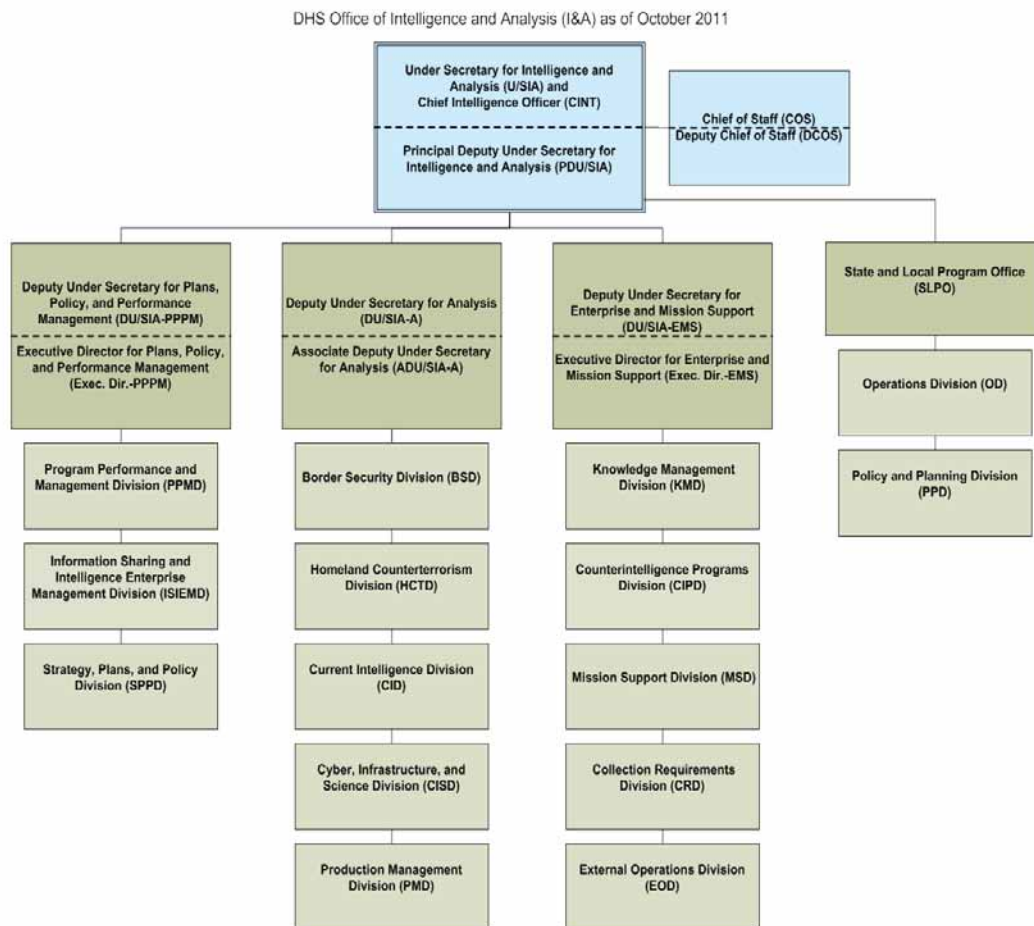 DHS Office of Intelligence and Analysis (I&A) as of October 2011
Under Secretary for Intelligence and
Analysis (U/SIA) and
Chief Intelligence Officer (CINT)
Principal Deputy Under Secretary for
Intelligence and Analysis (PDU/SIA)
Chief of Staff (COS)
Deputy Chief of Staff (DCOS)
Deputy Under Secretary for Plans,
Policy, and Performance
Management (DU/SIA-PPPM)
Executive Director for Plans, Policy,
and Performance Management
(Exec. Dir.-PPPM)
Program Performance and
Management Division (PPMD)
Information Sharing and
Intelligence Enterprise
Management Division (ISIEMD)
Strategy, Plans, and Policy
Division (SPPD)
Deputy Under Secretary for Analysis
(DU/SIA-A)
Associate Deputy Under Secretary
for Analysis (ADU/SIA-A)
Border Security Division (BSD)
Homeland Counterterrorism
Division (HCTD)
Current Intelligence Division
(CID)
Cyber, Infrastructure, and
Science Division (CISD)
Production Management
Division (PMD)
Deputy Under Secretary for
Enterprise and Mission Support
(DU/SIA-EMS)
Executive Director for Enterprise and
Mission Support (Exec. Dir.-EMS)
Knowledge Management
Division (KMD)
Counterintelligence Programs
Division (CIPD)
Mission Support Division (MSD)
Collection Requirements
Division (CRD)
External Operations Division
(EOD)
State and Local Program Office
(SLPO)
Operations Division (OD)
Policy and Planning Division
(PPD)